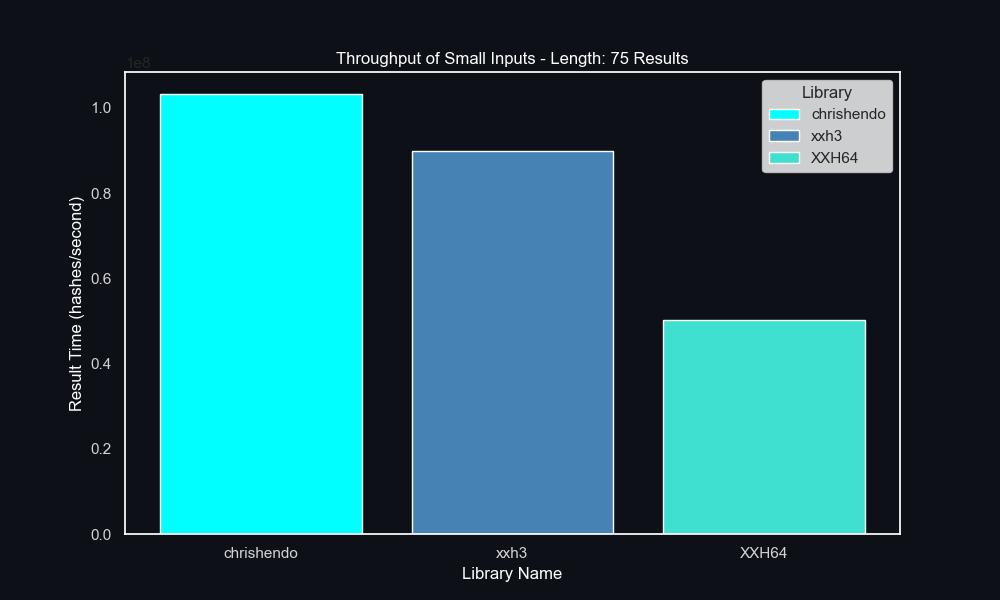 Throughput of Small Inputs - Length: 75 Results
1e8
Library
chrishendo
xxh3
XXH64
1.0
0.8
0.6
0.4
0.2
0.0
Result Time (hashes/second)
chrishendo
xxh3
XXH64
Library Name